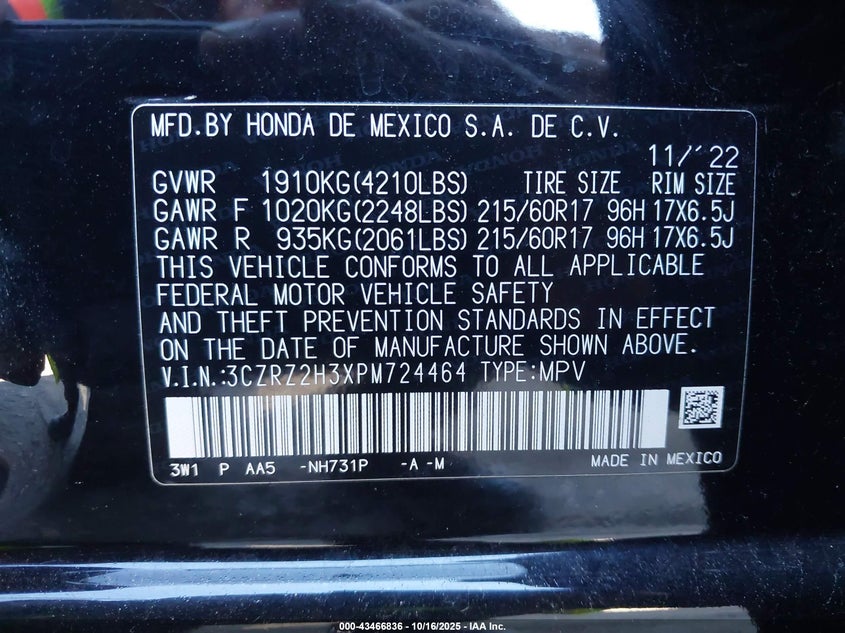 MFD.BY HONDA DE MEXICO S.A. DE C.V.
11/'22
GVWR 1910KG(4210LBS) TIRE SIZE RIM SIZE
GAWR F 1020KG(2248LBS) 215/60R17 96H 17X6.5J
GAWR R 935KG(2061LBS) 215/60R17 96H 17X6.5J
THIS VEHICLE CONFORMS TO ALL APPLICABLE
FEDERAL MOTOR VEHICLE SAFETY
AND THEFT PREVENTION STANDARDS IN EFFECT
ON THE DATE OF MANUFACTURE SHOWN ABOVE.
V.I.N.:3CZRZ2H3XPM724464 TYPE:MPV
3W1 P AA5 -NH731P -A -M MADE IN MEXICO
000-43466836 - 10/16/2025 - IAA Inc.